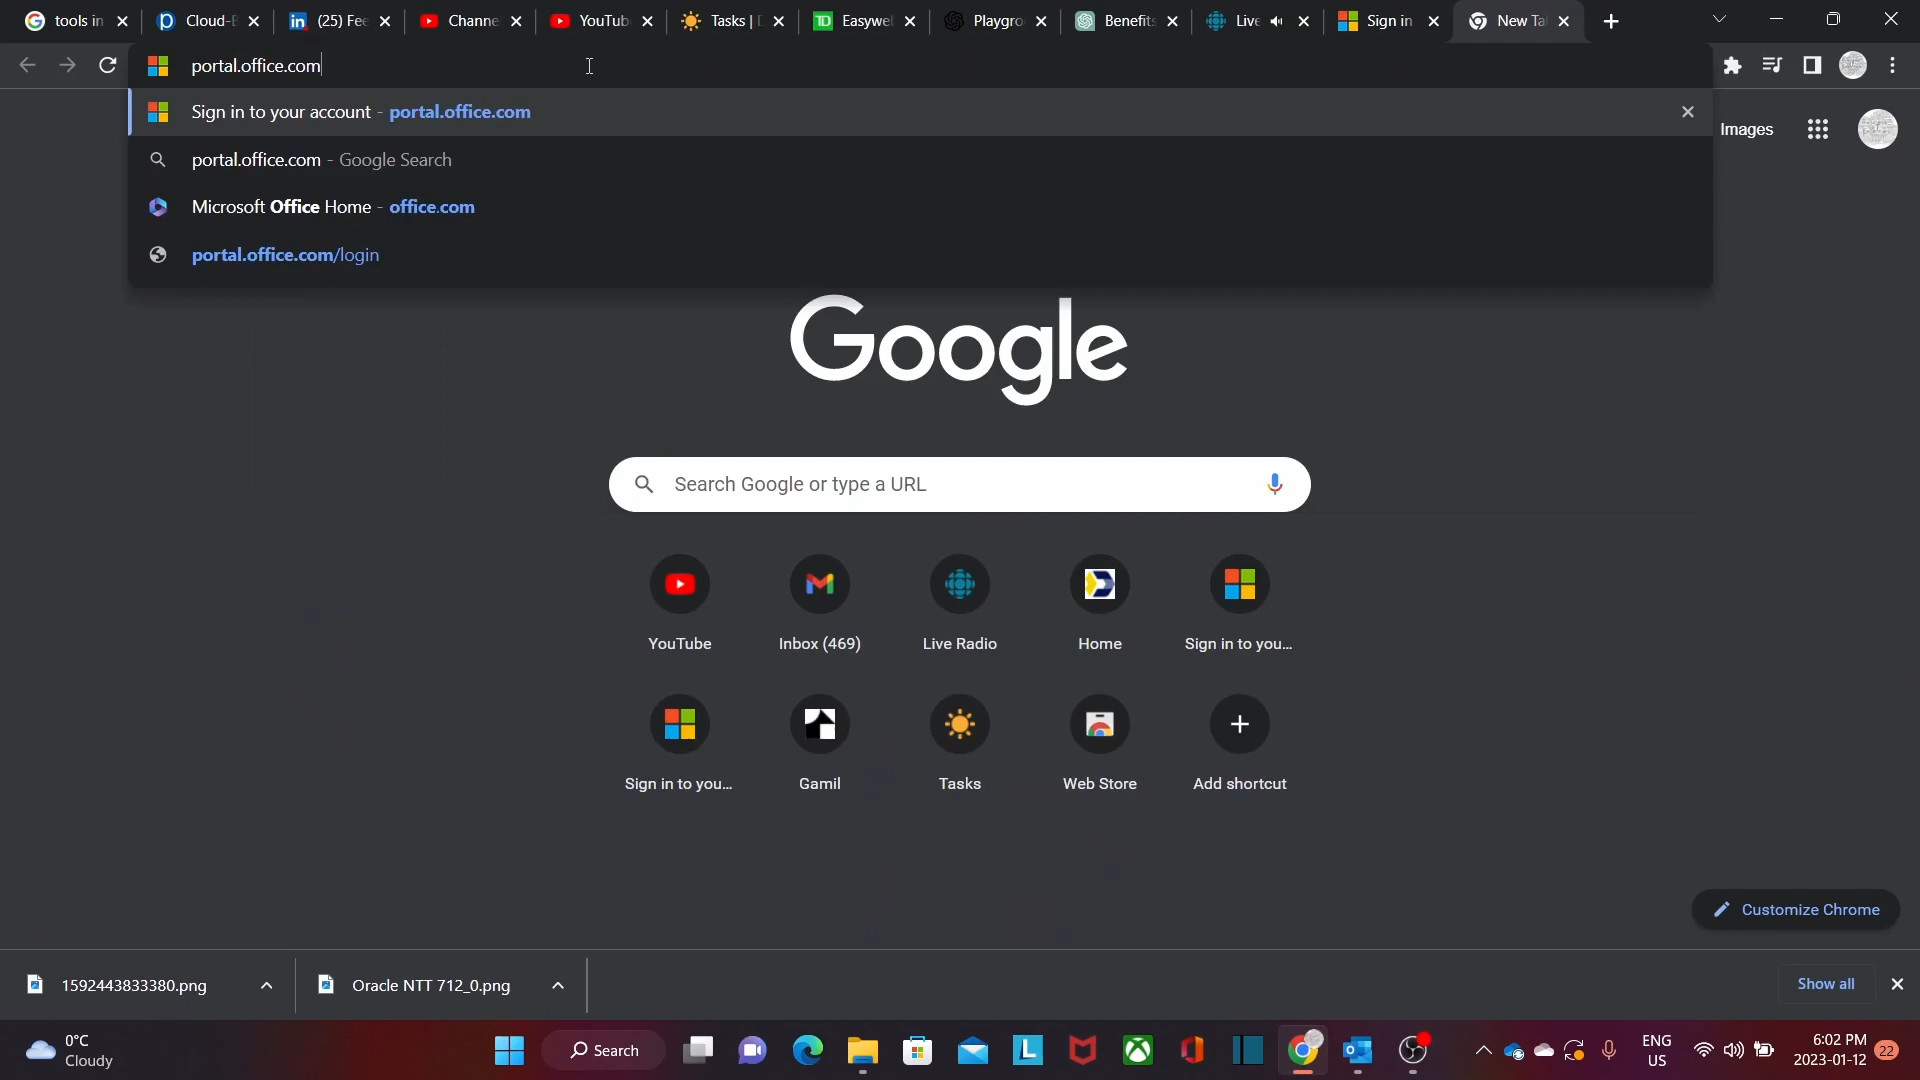 tools in
Cloud-E
(25) Fee
Channe
YouTub
Tasks | D
Easywe
Playgro
Benefits
Live
Sign in
New Ta
portal.office.com
Sign in to your account - portal.office.com
Images
portal.office.com - Google Search
Microsoft Office Home - office.com
portal.office.com/login
Google
Search Google or type a URL
YouTube
Inbox (469)
Live Radio
Home
Sign in to you...
Sign in to you...
Gamil
Tasks
Web Store
Add shortcut
Customize Chrome
1592443833380.png
Oracle NTT 712_0.png
Show all
0°C
Cloudy
Search
ENG
US
6:02 PM
2023-01-12
22